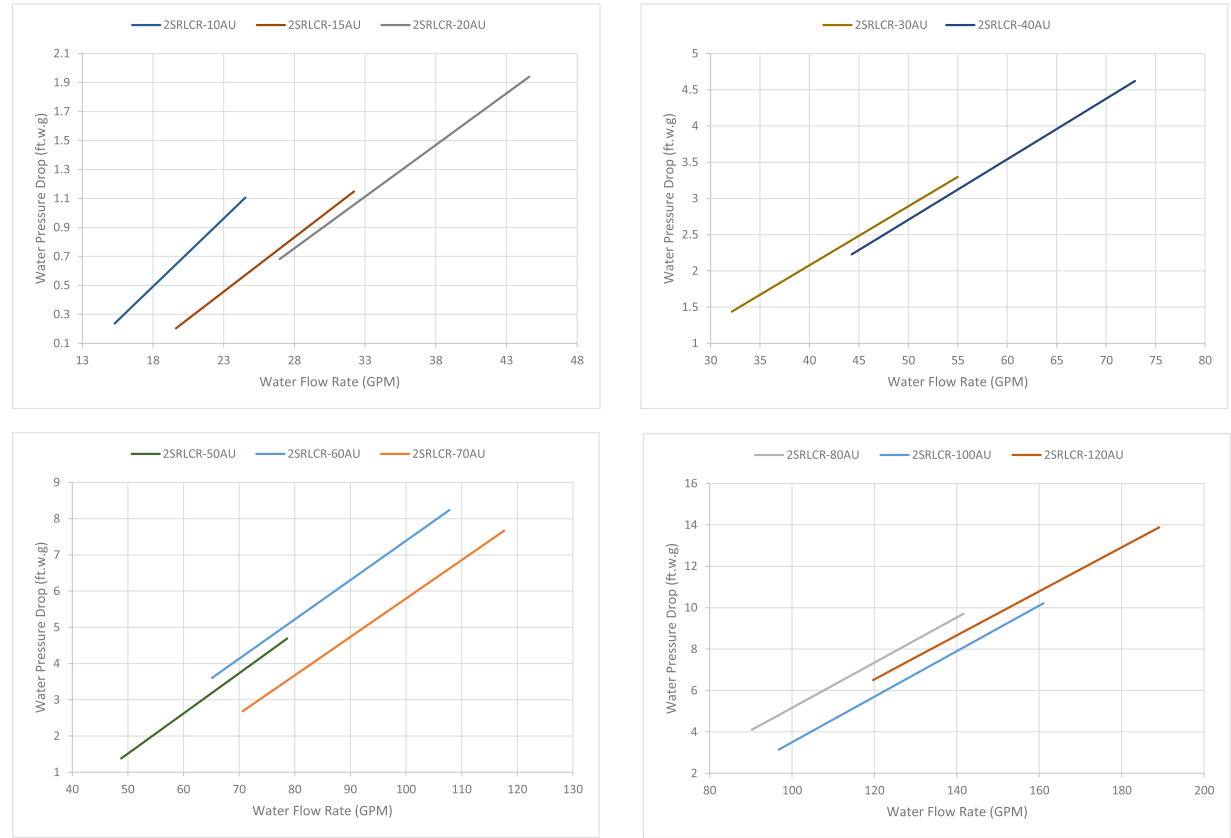 2SRLCR-10AU 2SRLCR-15AU 2SRLCR-20AU
Water Pressure Drop (ft.w.g)
2.1
1.9
1.7
1.5
1.3
1.1
0.9
0.7
0.5
0.3
0.1
13 18 23 28 33 38 43 48
Water Flow Rate (GPM)
2SRLCR-30AU 2SRLCR-40AU
Water Pressure Drop (ft.w.g)
5
4.5
4
3.5
3
2.5
2
1.5
1
30 35 40 45 50 55 60 65 70 75 80
Water Flow Rate (GPM)
2SRLCR-50AU 2SRLCR-60AU 2SRLCR-70AU
Water Pressure Drop (ft.w.g)
9
8
7
6
5
4
3
2
1
40 50 60 70 80 90 100 110 120 130
Water Flow Rate (GPM)
2SRLCR-80AU 2SRLCR-100AU 2SRLCR-120AU
Water Pressure Drop (ft.w.g)
16
14
12
10
8
6
4
2
80 100 120 140 160 180 200
Water Flow Rate (GPM)